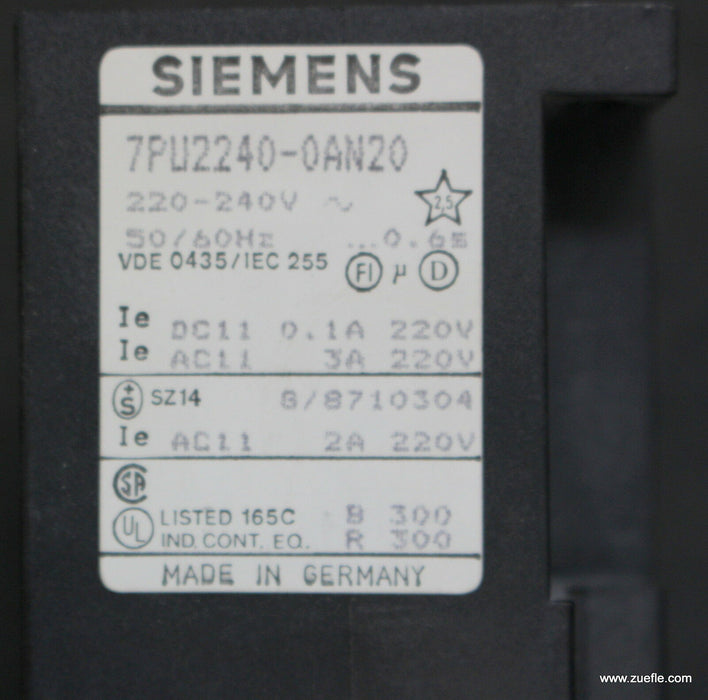 SIEMENS
7PU2240-0AN20
220-240V ~
2,5
50/60Hz ...0.6s
VDE 0435/IEC 255 FI µ D
Ie DC11 0.1A 220V
Ie AC11 3A 220V
+S SZ14 G/8710304
Ie AC11 2A 220V
SA
UL LISTED 165C B 300
IND. CONT. EQ. R 300
MADE IN GERMANY
www.zuefle.com